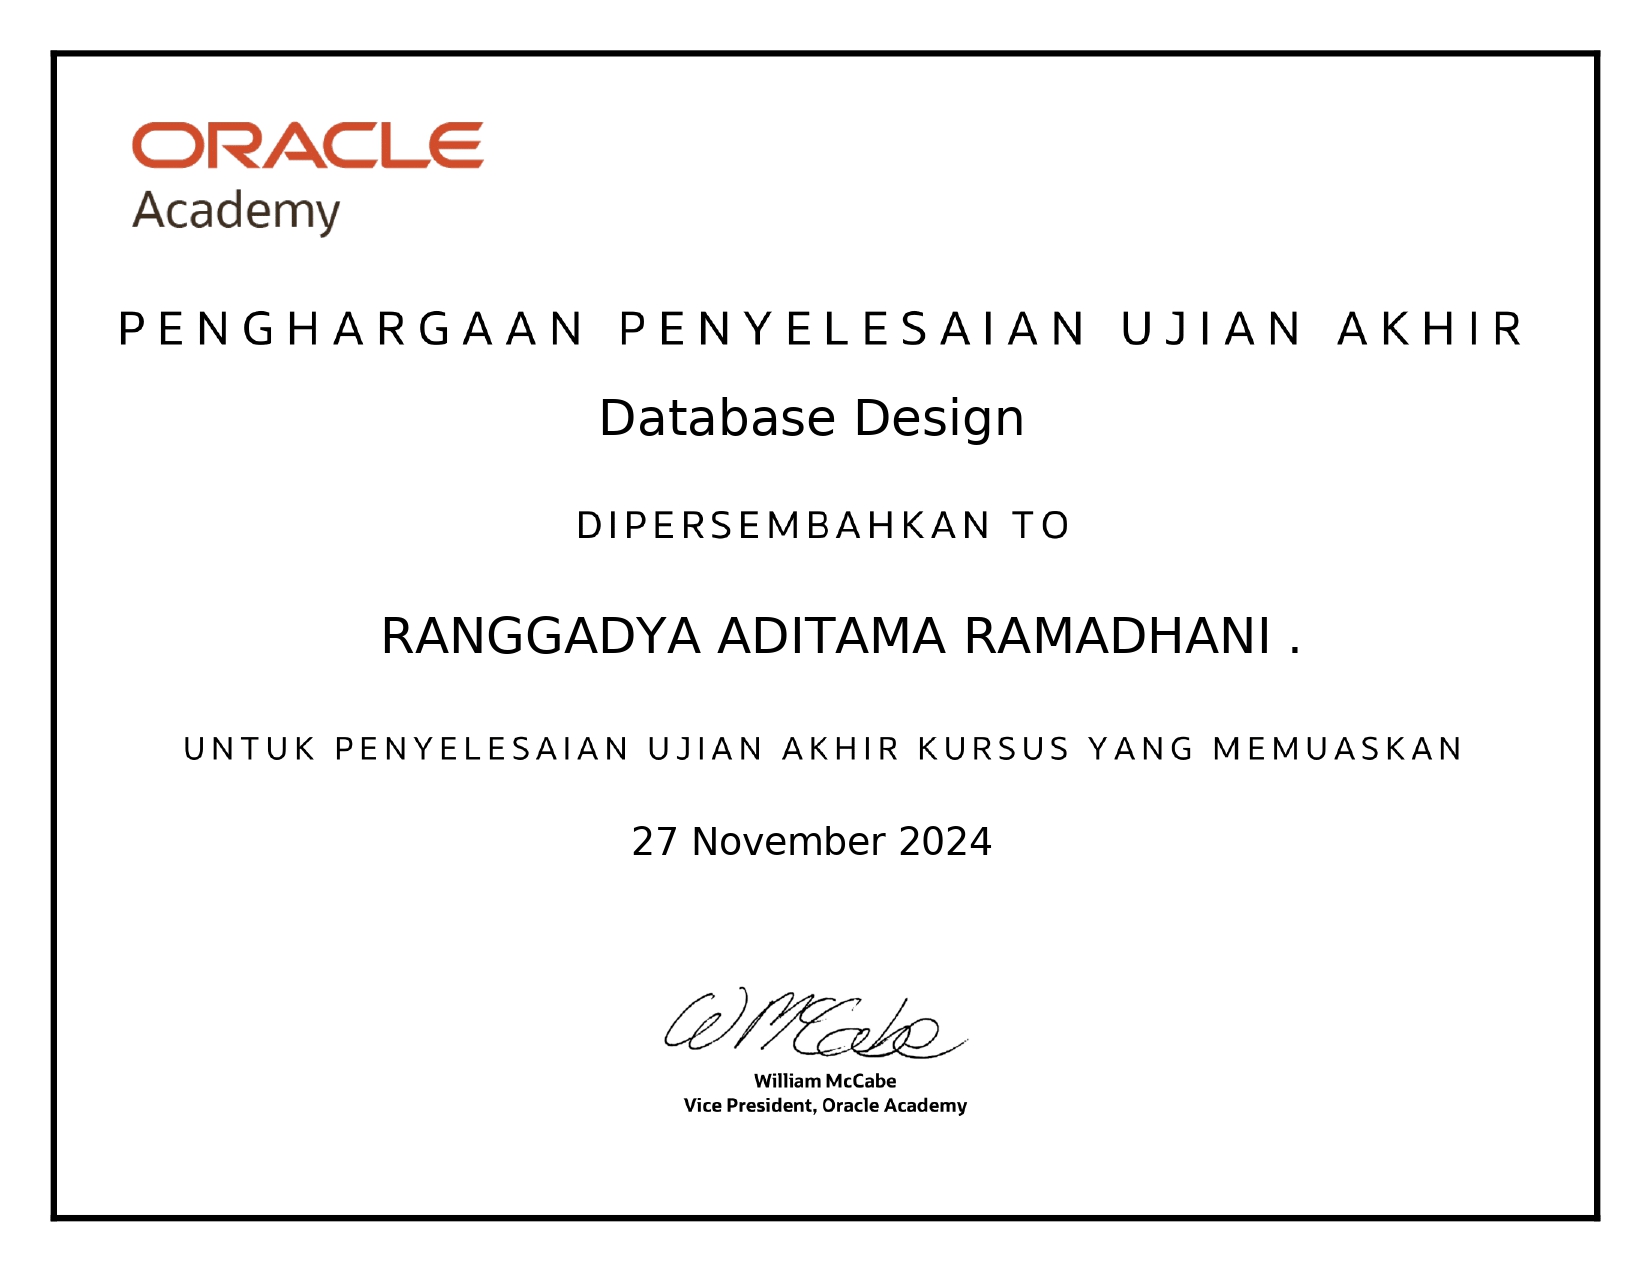 ORACLE
Academy
PENGHARGAAN PENYELESAIAN UJIAN AKHIR
Database Design
DIPERSEMBAHKAN TO
RANGGADYA ADITAMA RAMADHANI .
UNTUK PENYELESAIAN UJIAN AKHIR KURSUS YANG MEMUASKAN
27 November 2024
W McCabe
William McCabe
Vice President, Oracle Academy